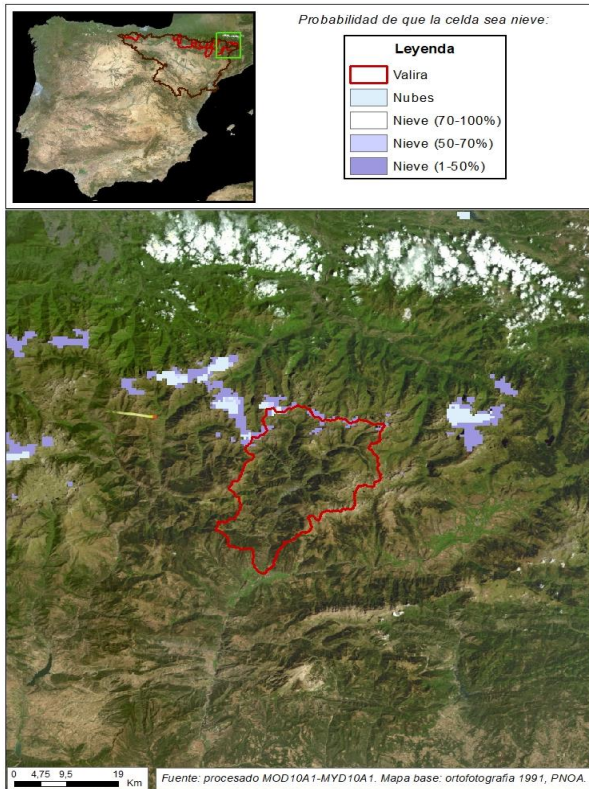 Probabilidad de que la celda sea nieve:
Leyenda
Valira
Nubes
Nieve (70-100%)
Nieve (50-70%)
Nieve (1-50%)
0 4,75 9,5 19
Km
Fuente: procesado MOD10A1-MYD10A1. Mapa base: ortofotografia 1991, PNOA.